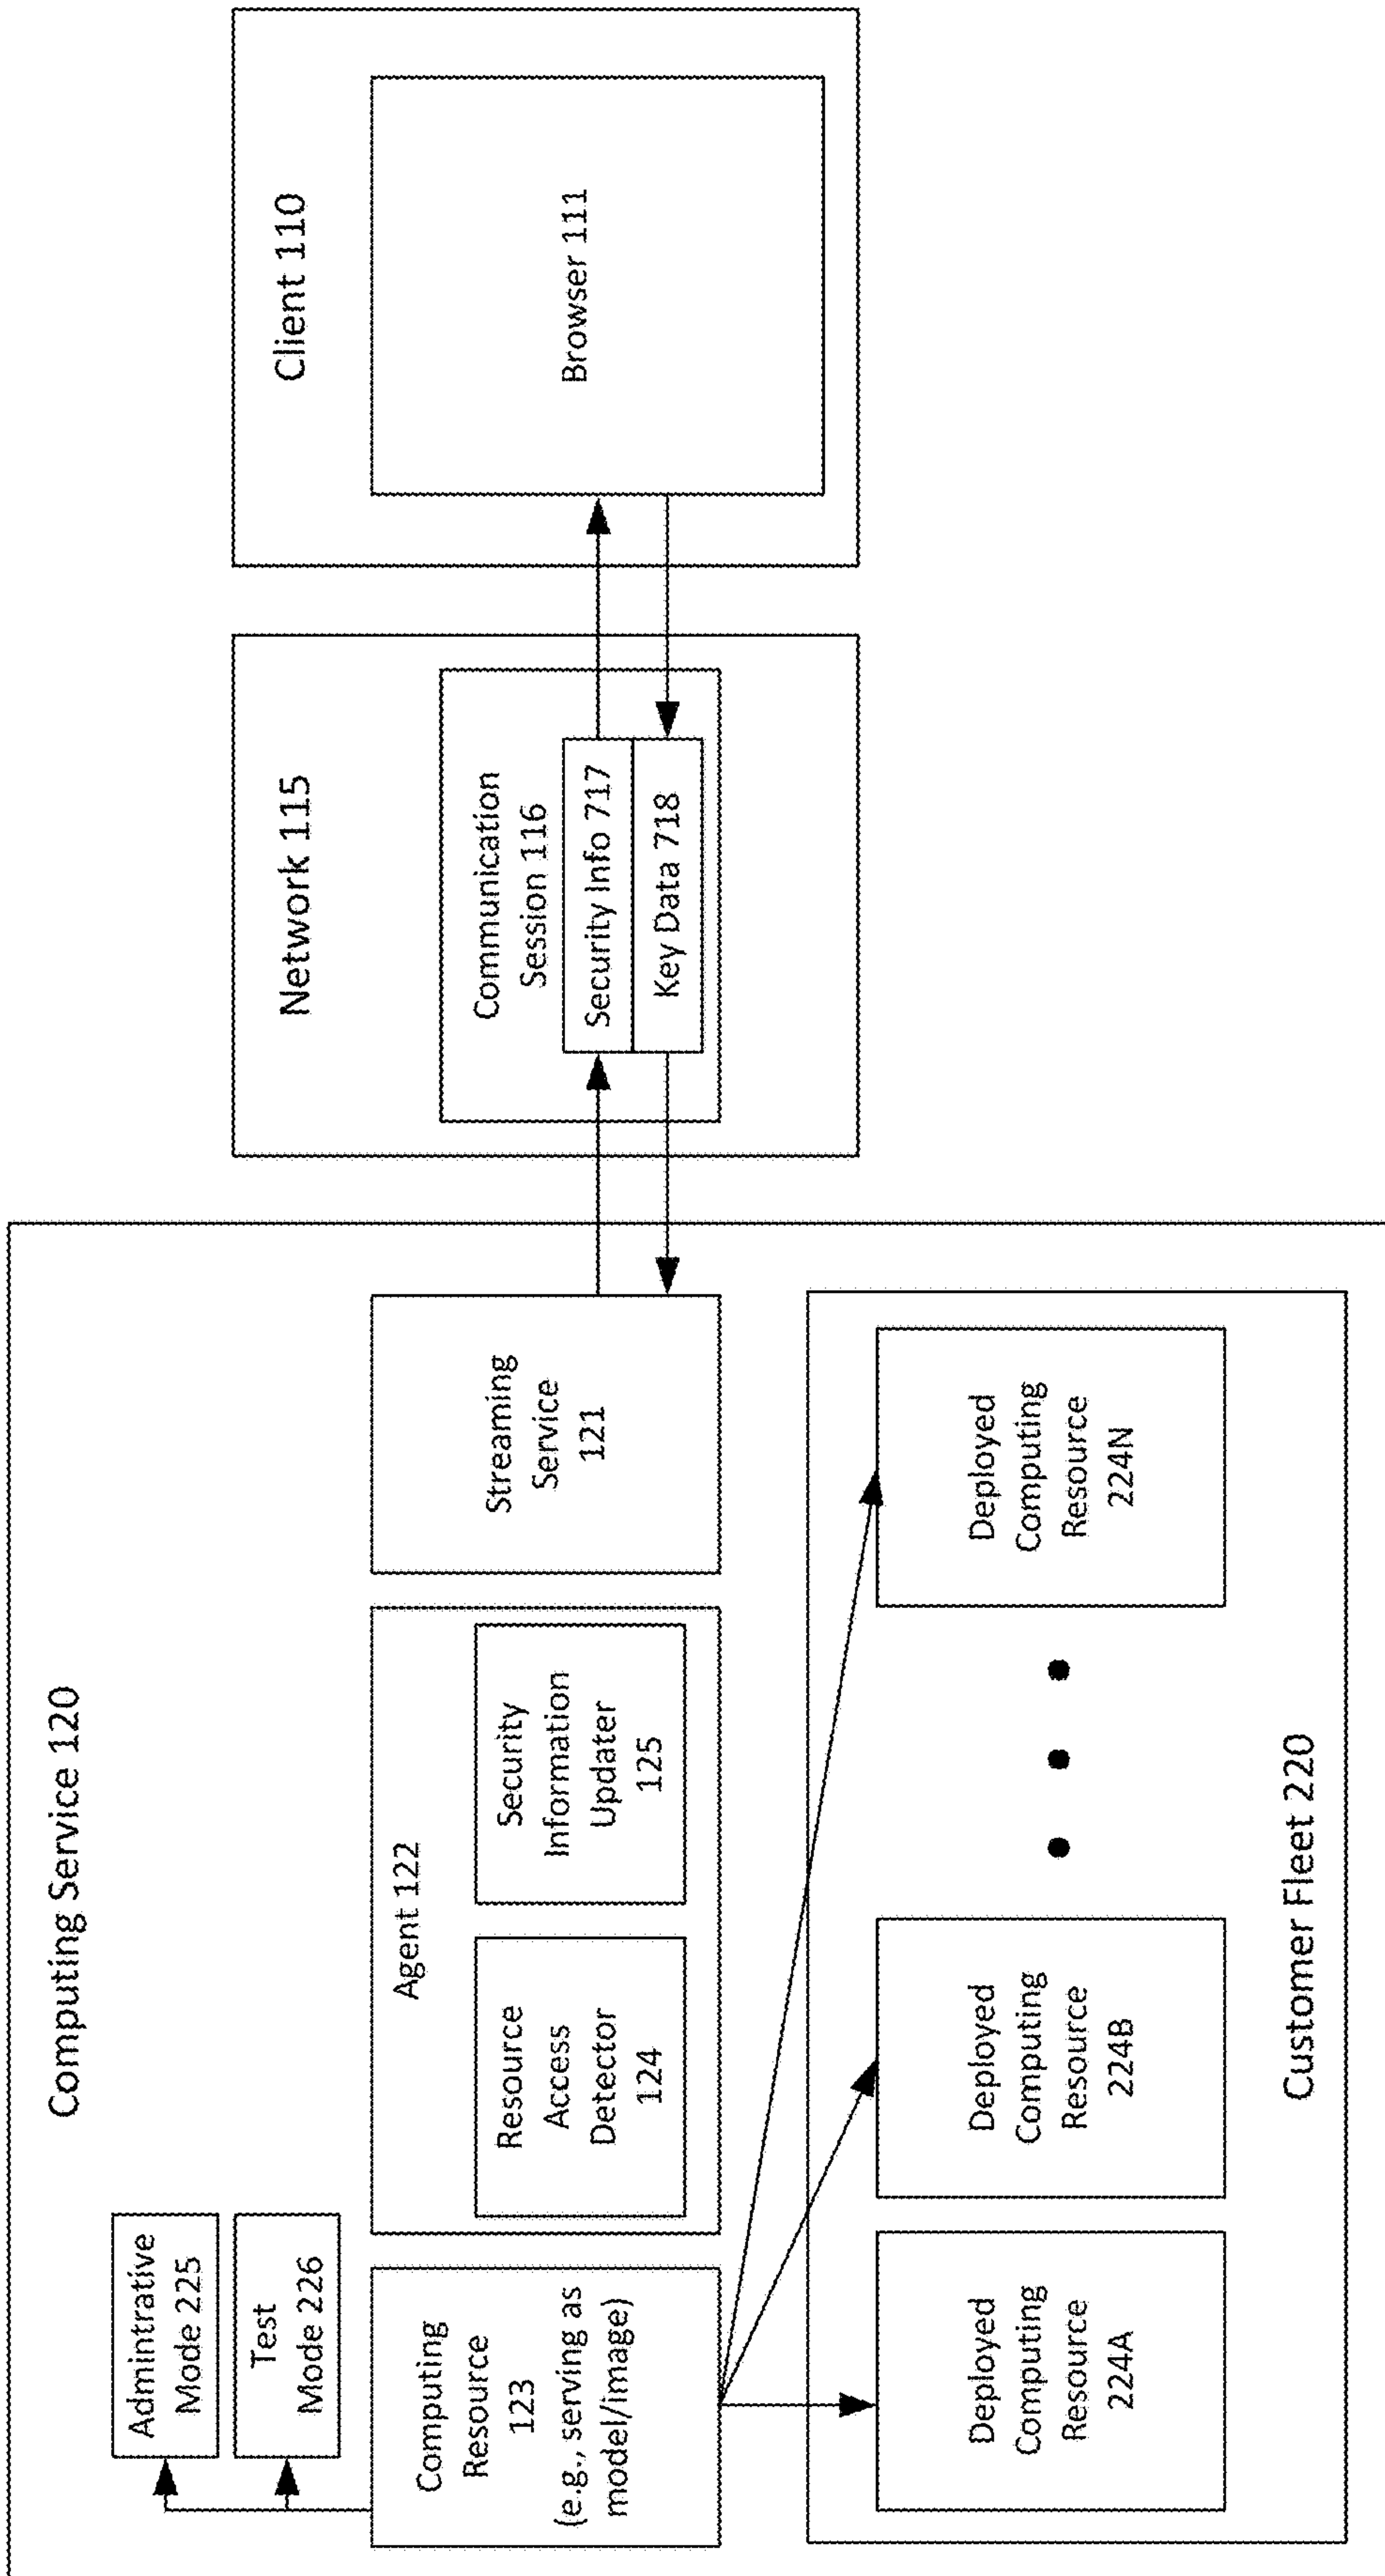 Computing Service 120
Admintrative
Mode 225
Test
Mode 226
Computing
Resource
123
(e.g., serving as
model/image)
Agent 122
Resource
Access
Detector
124
Security
Information
Updater
125
Streaming
Service
121
Deployed
Computing
Resource
224A
Deployed
Computing
Resource
224B
Deployed
Computing
Resource
224N
Customer Fleet 220
Network 115
Communication
Session 116
Security Info 717
Key Data 718
Client 110
Browser 111